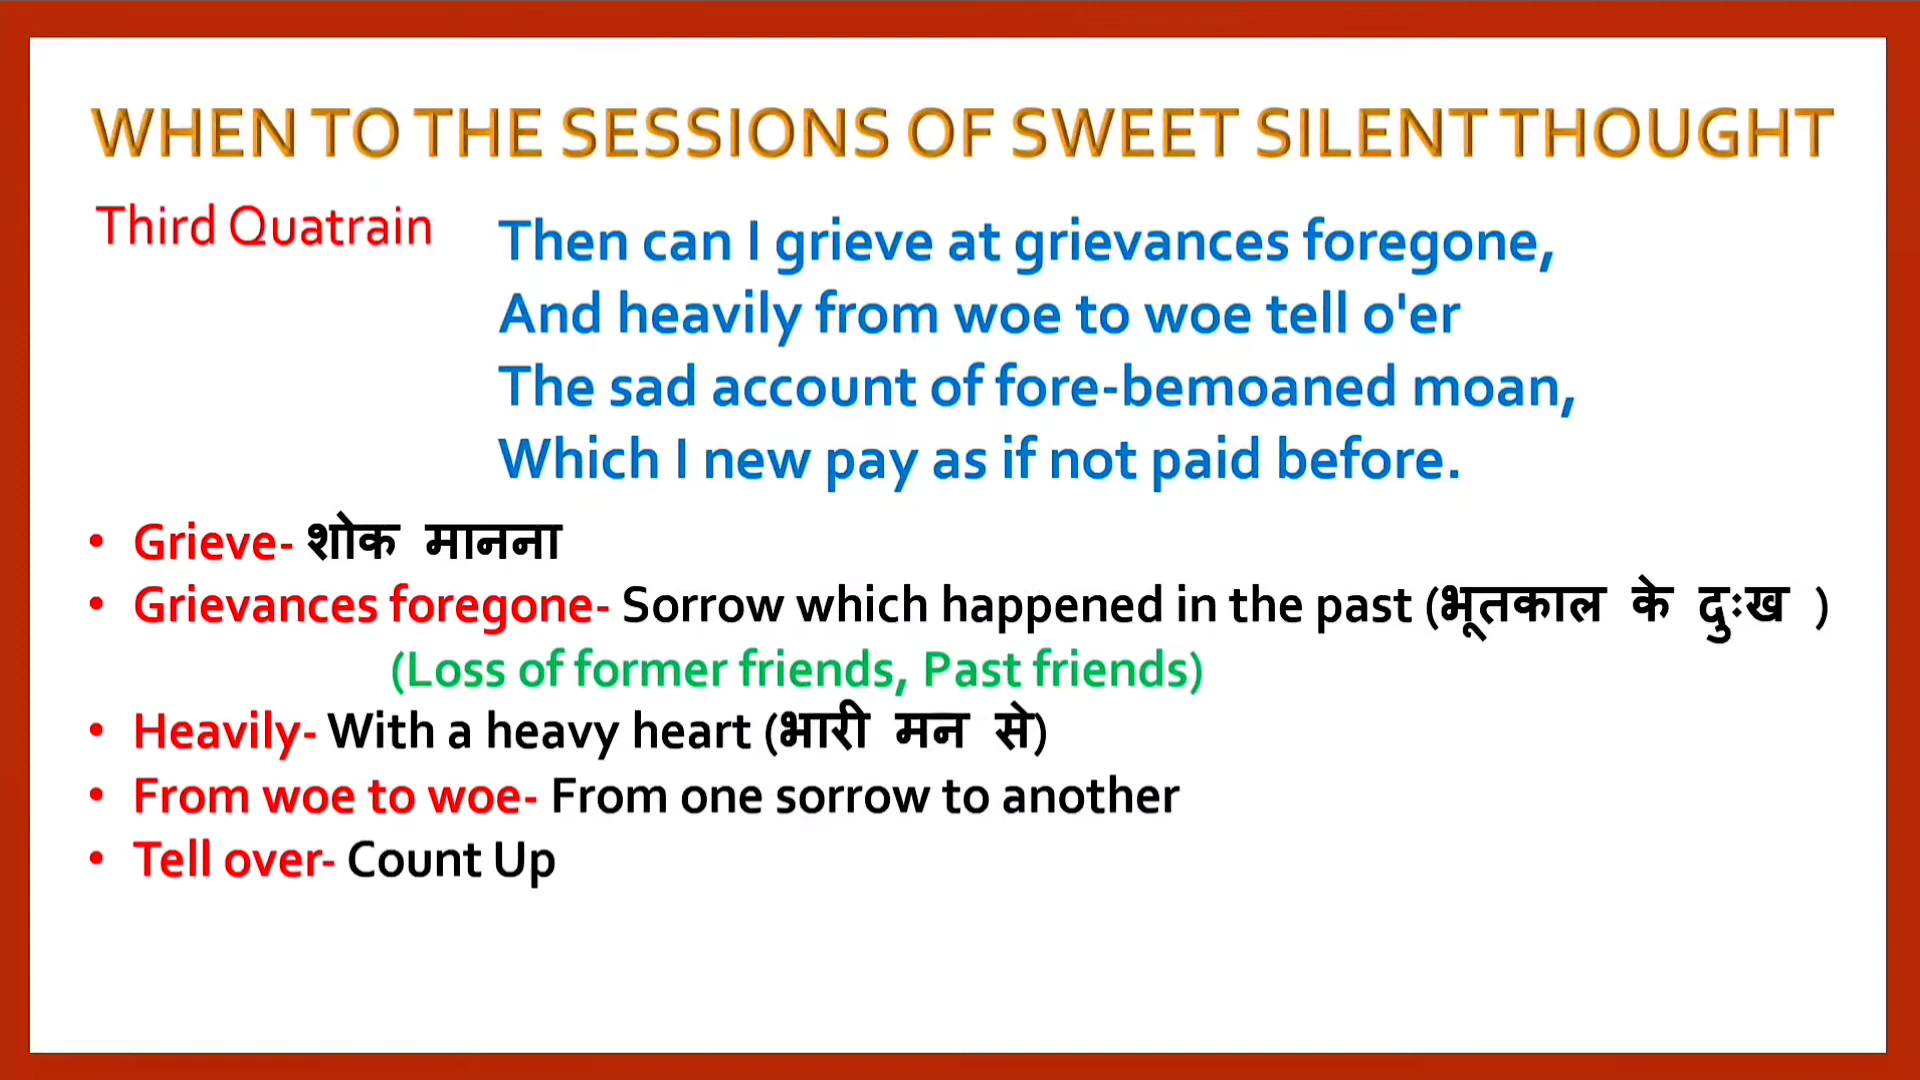 WHEN TO THE SESSIONS OF SWEET SILENT THOUGHT
Third Quatrain
Then can I grieve at grievances foregone,
And heavily from woe to woe tell o'er
The sad account of fore-bemoaned moan,
Which I new pay as if not paid before.
• Grieve- शोक मानना
• Grievances foregone- Sorrow which happened in the past (भूतकाल के दुःख )
(Loss of former friends, Past friends)
• Heavily- With a heavy heart (भारी मन से)
• From woe to woe- From one sorrow to another
• Tell over- Count Up